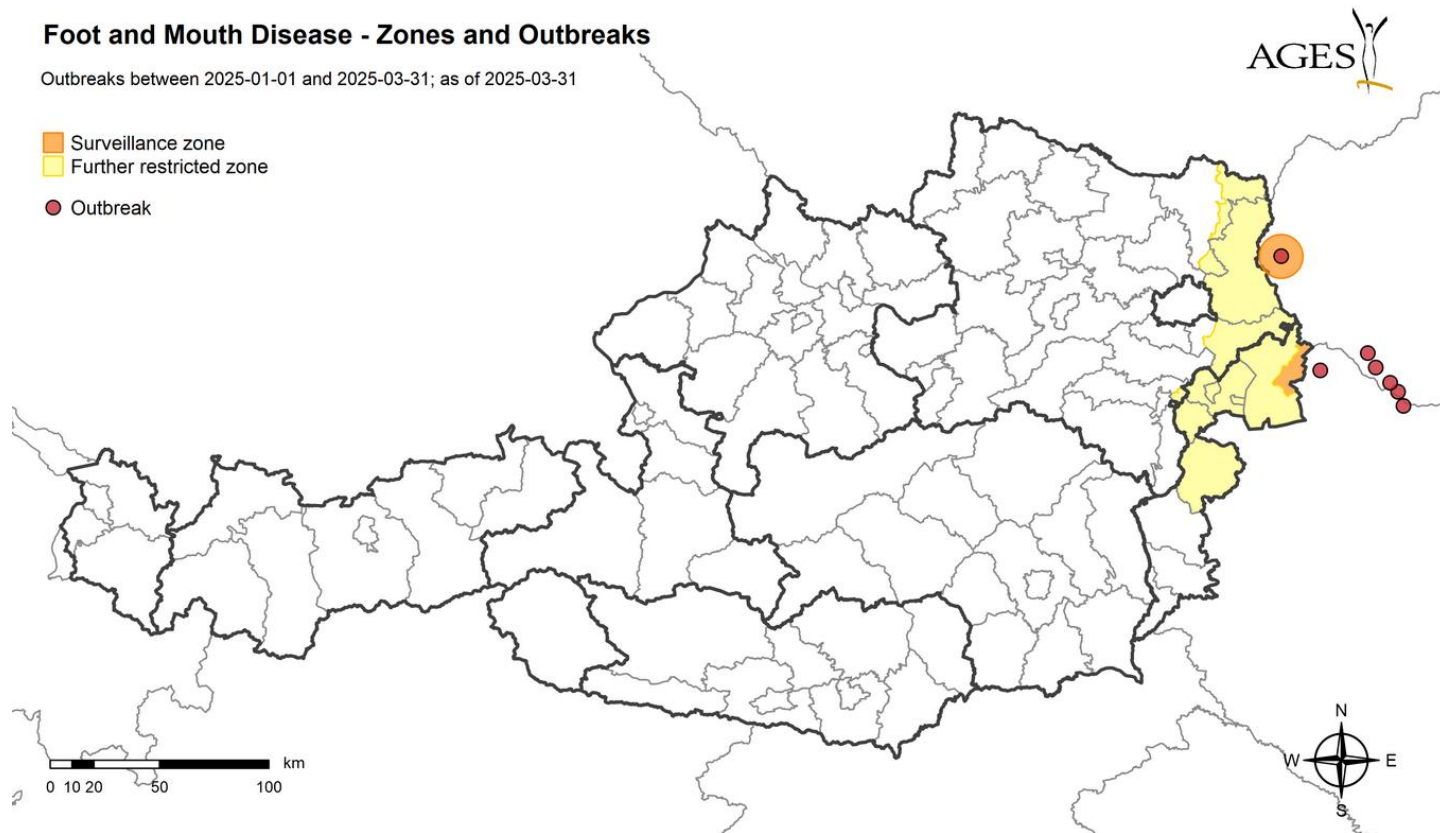 Foot and Mouth Disease - Zones and Outbreaks
AGES
Outbreaks between 2025-01-01 and 2025-03-31; as of 2025-03-31
Surveillance zone
Further restricted zone
Outbreak
N
W E
S
km
0 10 20 50 100